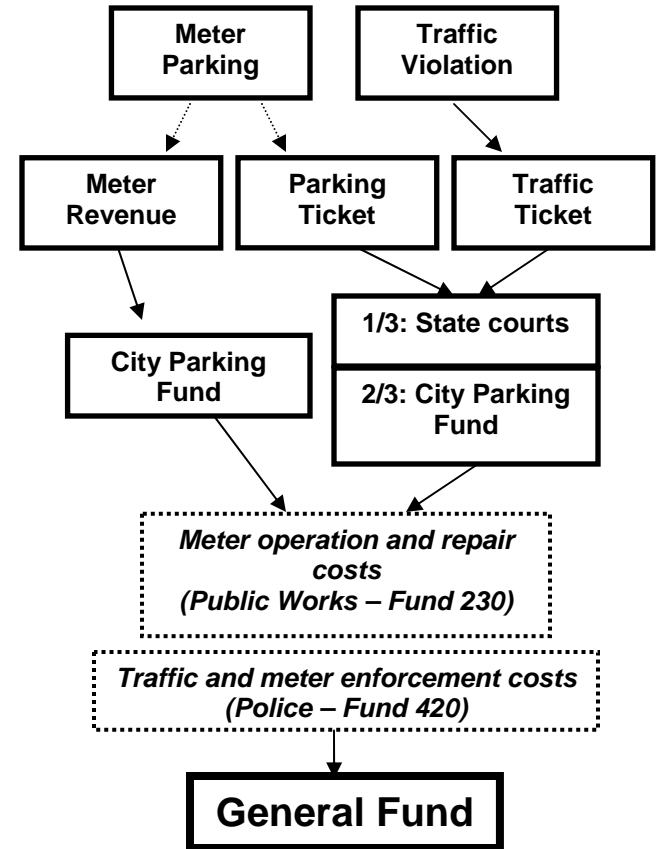 Meter
Parking
Traffic
Violation
Meter
Revenue
Parking
Ticket
Traffic
Ticket
1/3: State courts
City Parking
Fund
2/3: City Parking
Fund
Meter operation and repair
costs
(Public Works – Fund 230)
Traffic and meter enforcement costs
(Police – Fund 420)
General Fund